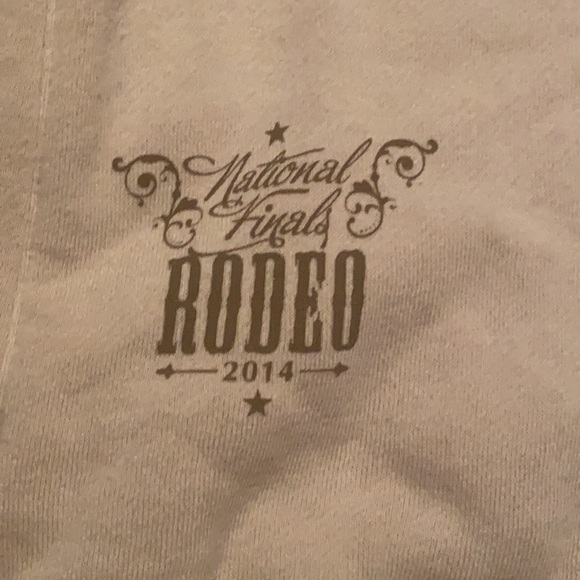 National
Finals
RODEO
2014